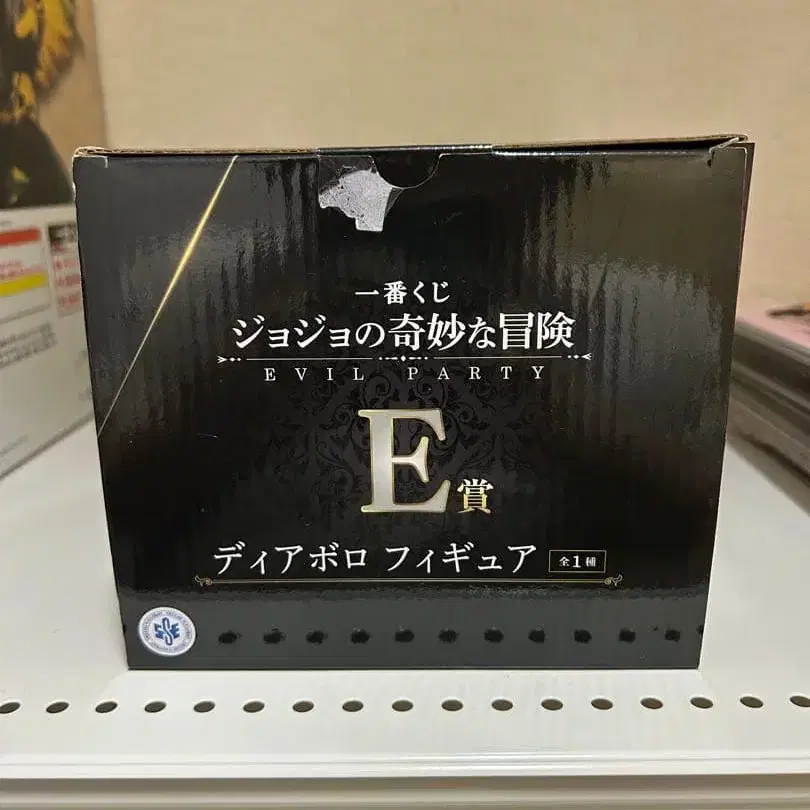 一番くじ
ジョジョの奇妙な冒険
EVIL PARTY
E賞
ディアボロ フィギュア 全1種